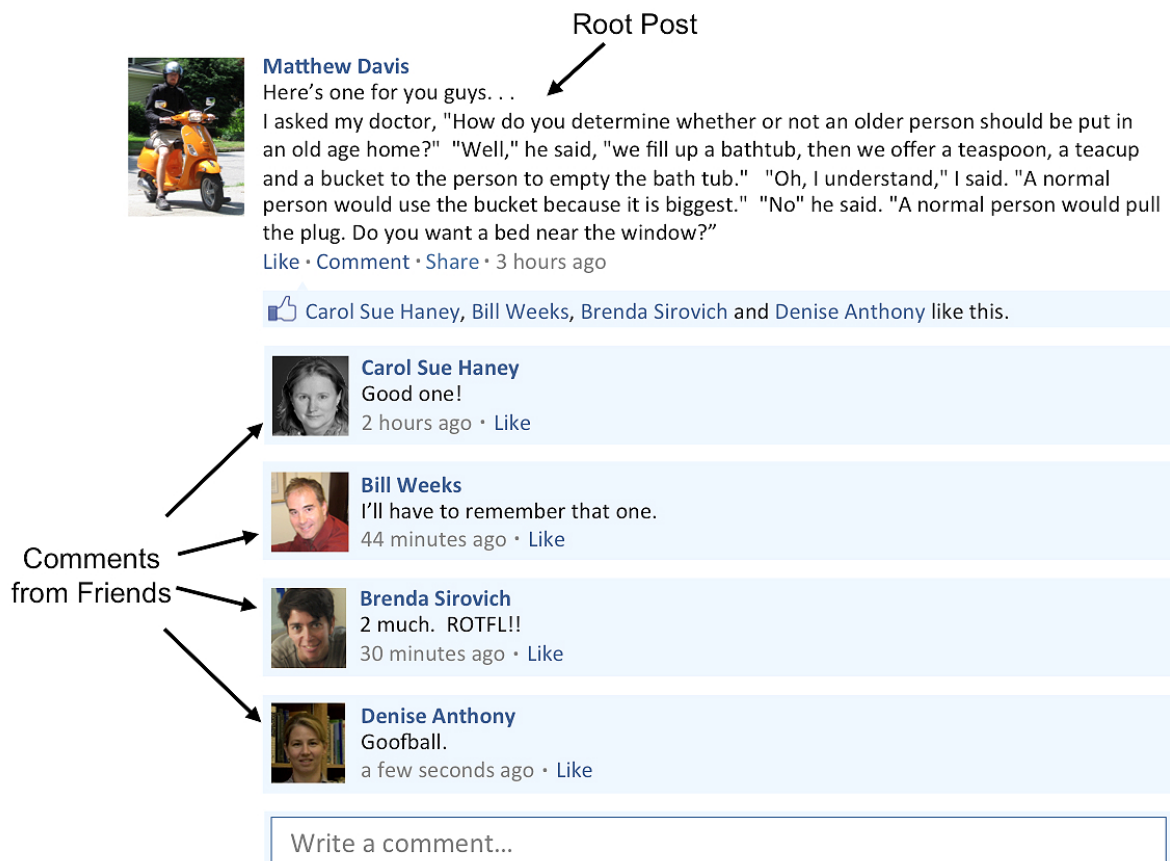 Root Post
Matthew Davis
Here’s one for you guys. . .
I asked my doctor, "How do you determine whether or not an older person should be put in
an old age home?"  "Well," he said, "we fill up a bathtub, then we offer a teaspoon, a teacup
and a bucket to the person to empty the bath tub."   "Oh, I understand," I said. "A normal
person would use the bucket because it is biggest."  "No" he said. "A normal person would pull
the plug. Do you want a bed near the window?”
Like · Comment · Share · 3 hours ago
Carol Sue Haney, Bill Weeks, Brenda Sirovich and Denise Anthony like this.
Carol Sue Haney
Good one!
2 hours ago · Like
Bill Weeks
I’ll have to remember that one.
44 minutes ago · Like
Comments
from Friends
Brenda Sirovich
2 much.  ROTFL!!
30 minutes ago · Like
Denise Anthony
Goofball.
a few seconds ago · Like
Write a comment...